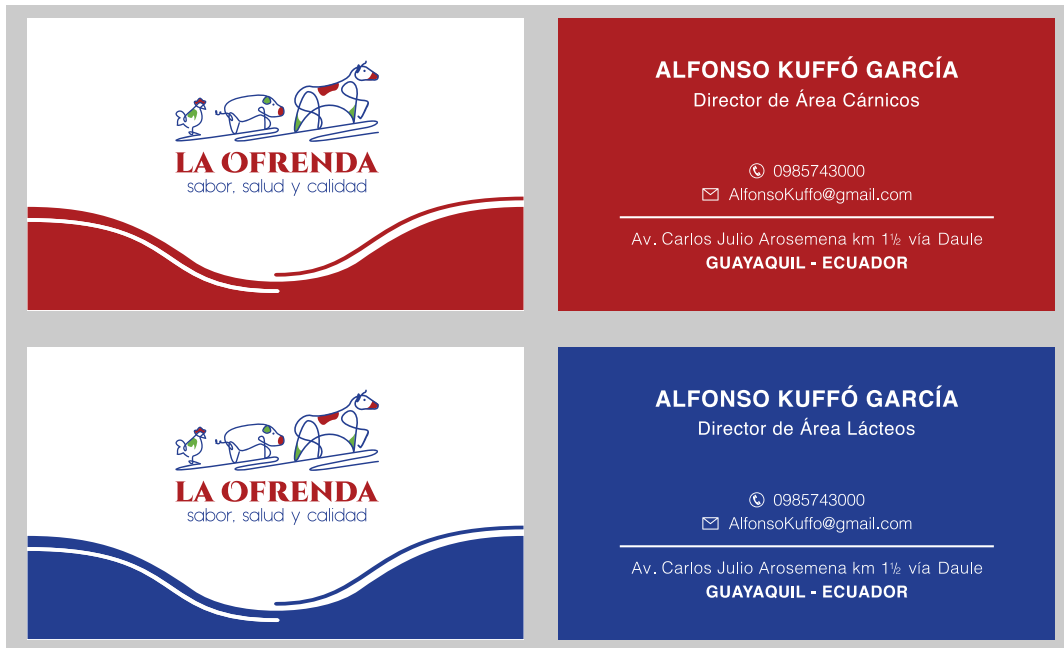 LA OFRENDA
sabor, salud y calidad
ALFONSO KUFFÓ GARCÍA
Director de Área Cárnicos
0985743000
AlfonsoKuffo@gmail.com
Av. Carlos Julio Arosemena km 1½ vía Daule
GUAYAQUIL - ECUADOR
LA OFRENDA
sabor, salud y calidad
ALFONSO KUFFÓ GARCÍA
Director de Área Lácteos
0985743000
AlfonsoKuffo@gmail.com
Av. Carlos Julio Arosemena km 1½ vía Daule
GUAYAQUIL - ECUADOR